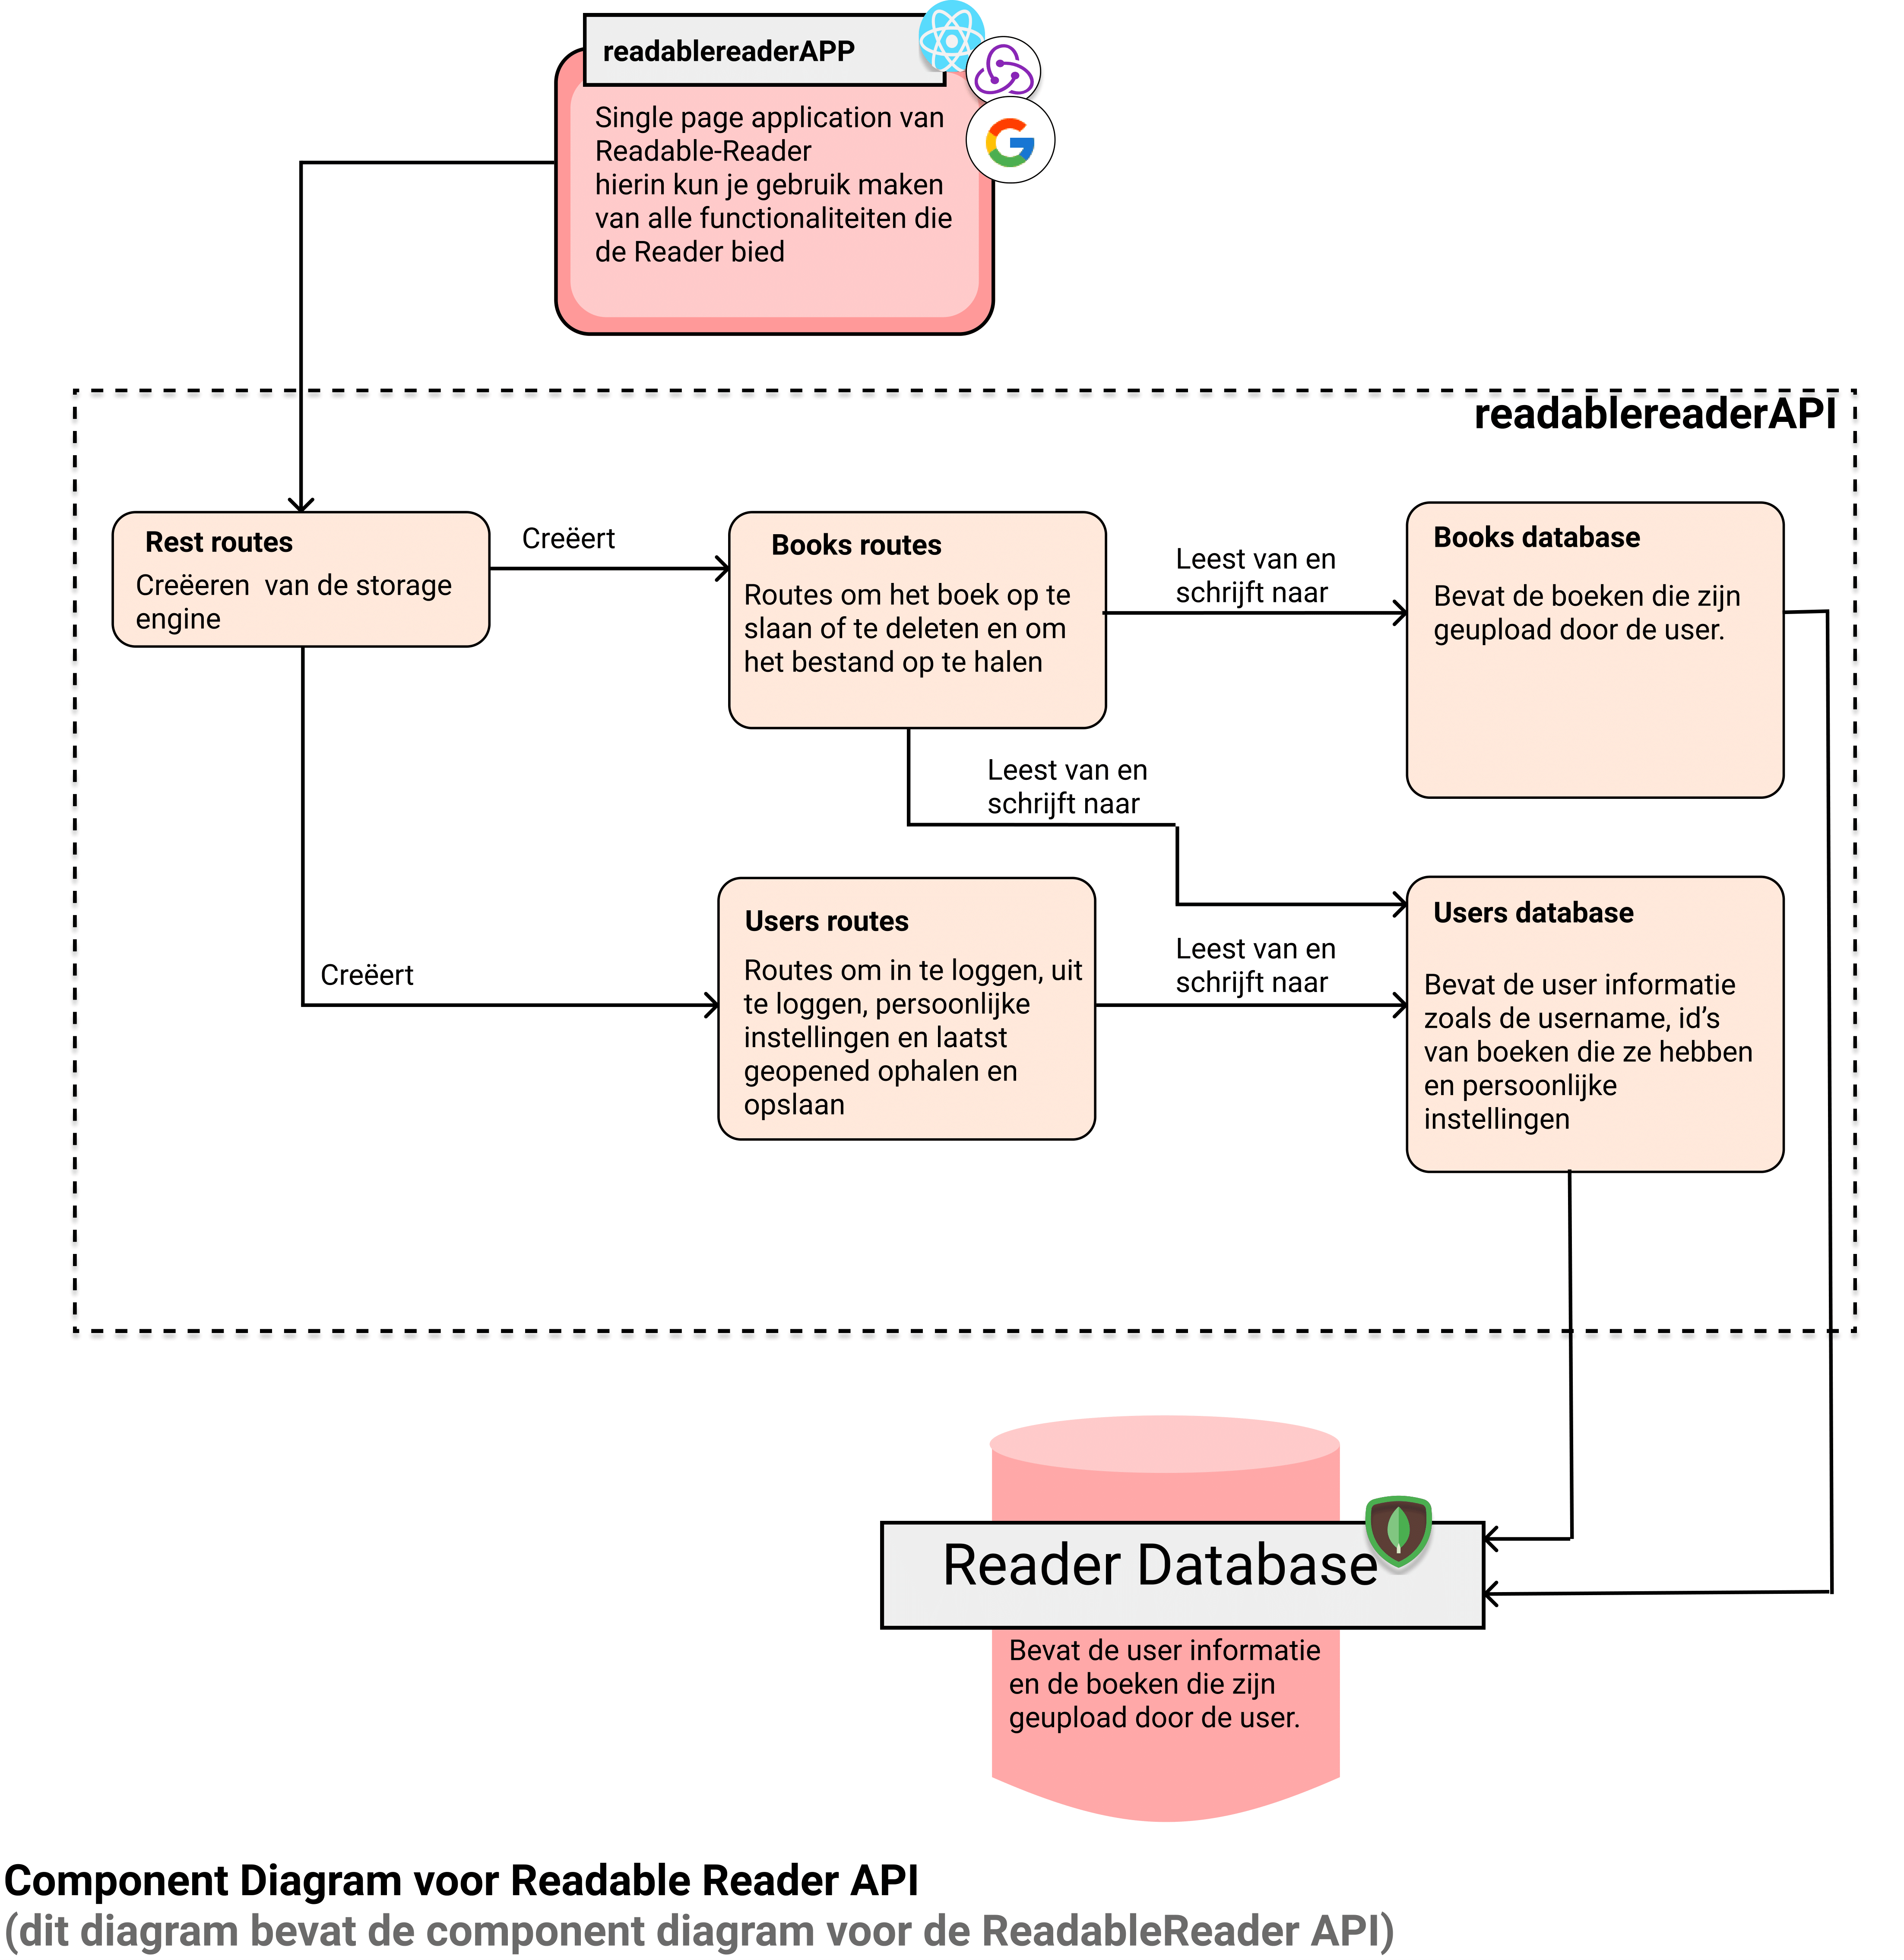 readablereaderAPP
Single page application van
Readable-Reader
hierin kun je gebruik maken
van alle functionaliteiten die
de Reader bied
readablereaderAPI
Rest routes
Creëeren van de storage
engine
Creëert
Books routes
Routes om het boek op te
slaan of te deleten en om
het bestand op te halen
Leest van en
schrijft naar
Books database
Bevat de boeken die zijn
geupload door de user.
Leest van en
schrijft naar
Creëert
Users routes
Routes om in te loggen, uit
te loggen, persoonlijke
instellingen en laatst
geopened ophalen en
opslaan
Leest van en
schrijft naar
Users database
Bevat de user informatie
zoals de username, id’s
van boeken die ze hebben
en persoonlijke
instellingen
Reader Database
Bevat de user informatie
en de boeken die zijn
geupload door de user.
Component Diagram voor Readable Reader API
(dit diagram bevat de component diagram voor de ReadableReader API)